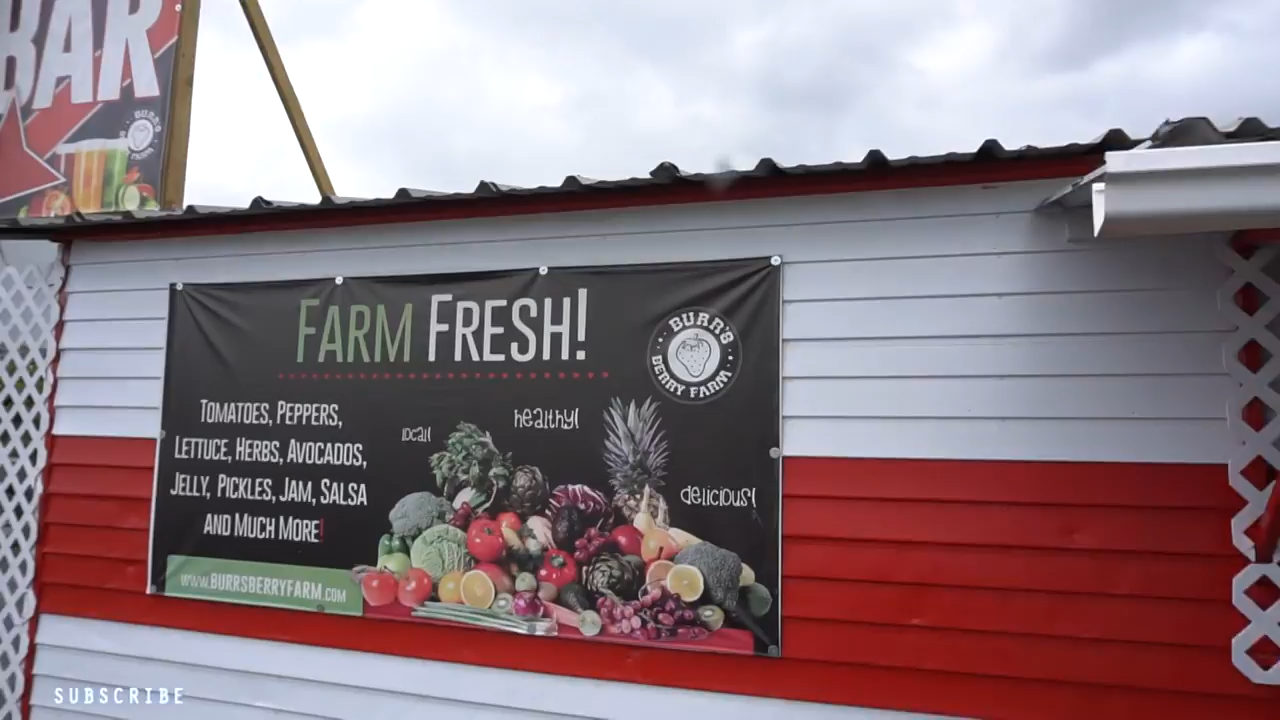 BAR
BURR'S
FARM FRESH!
BURR'S
BERRY FARM
TOMATOES, PEPPERS,
LETTUCE, HERBS, AVOCADOS,
JELLY, PICKLES, JAM, SALSA
AND MUCH MORE!
local!
healthy!
delicious!
WWW.BURRSBERRYFARM.COM
SUBSCRIBE